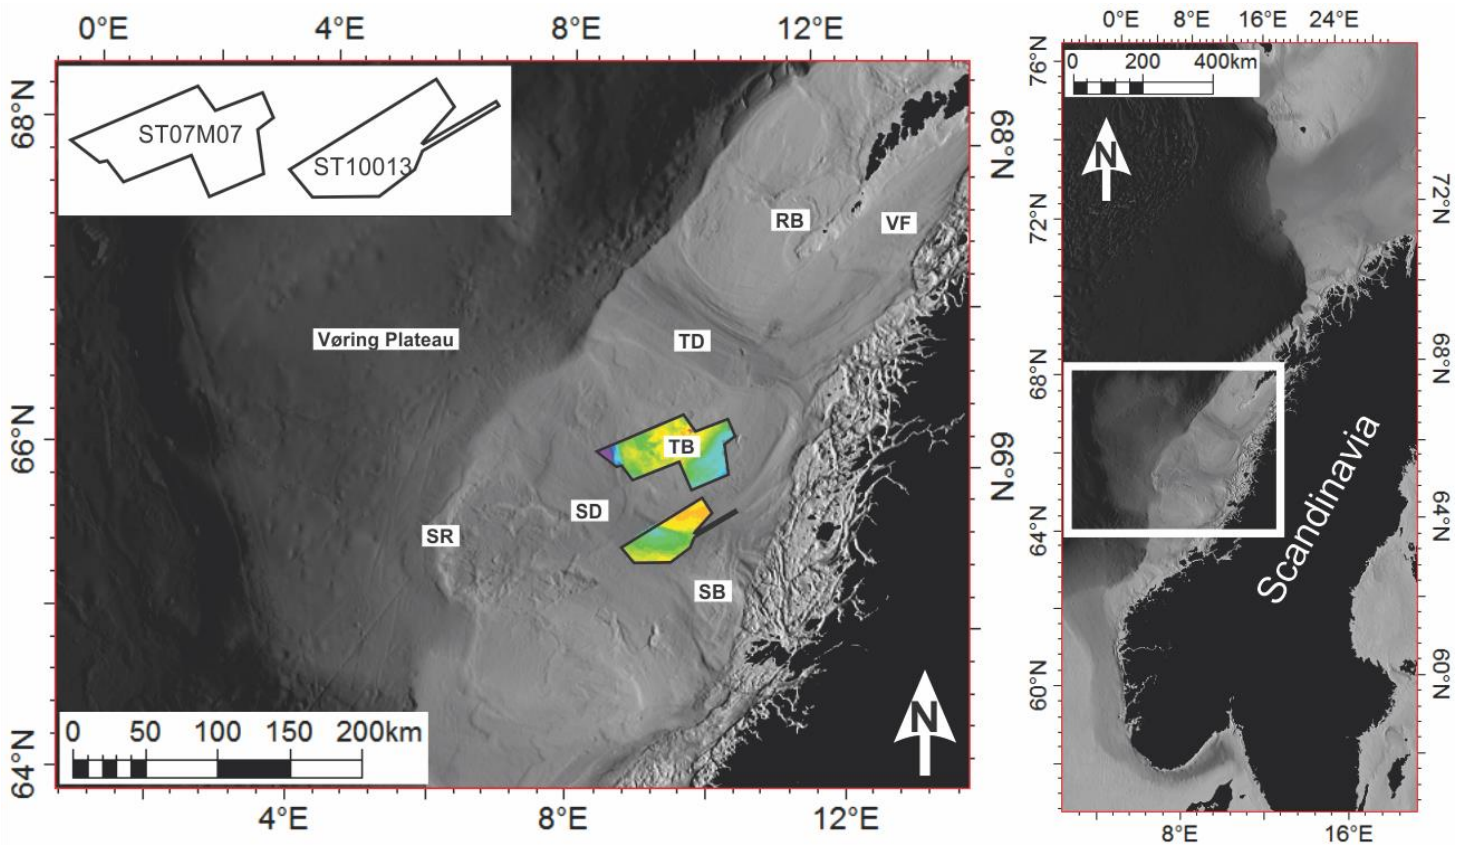 0°E 4°E 8°E 12°E
68°N
68°N
ST07M07
ST10013
RB
VF
Vøring Plateau
TD
66°N
66°N
TB
SD
SR
SB
0 50 100 150 200km
N
64°N
4°E 8°E 12°E
0°E 8°E 16°E 24°E
76°N
0 200 400km
N
72°N
72°N
68°N
68°N
Scandinavia
64°N
64°N
60°N
60°N
8°E 16°E